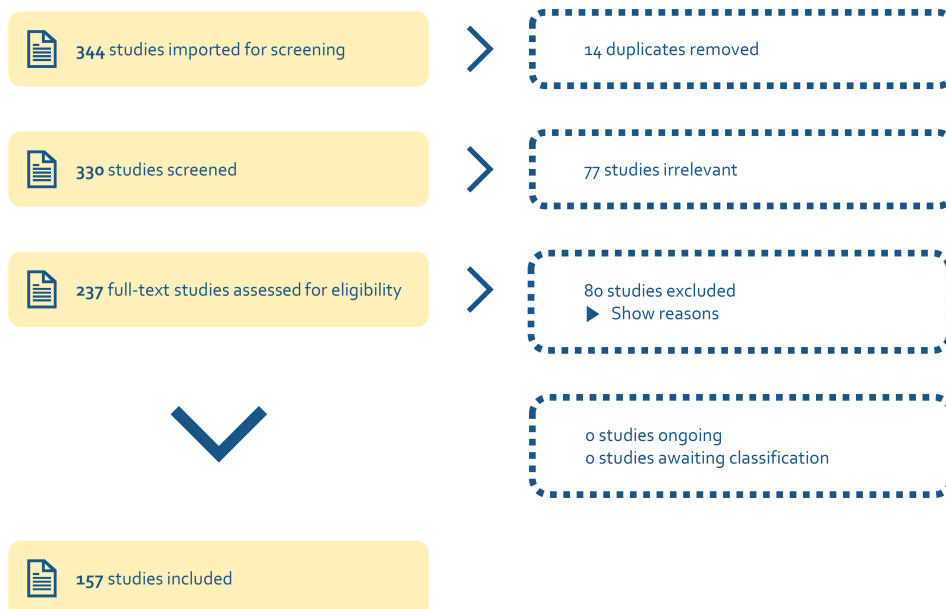 344 studies imported for screening
14 duplicates removed
330 studies screened
77 studies irrelevant
237 full-text studies assessed for eligibility
80 studies excluded
Show reasons
0 studies ongoing
0 studies awaiting classification
157 studies included